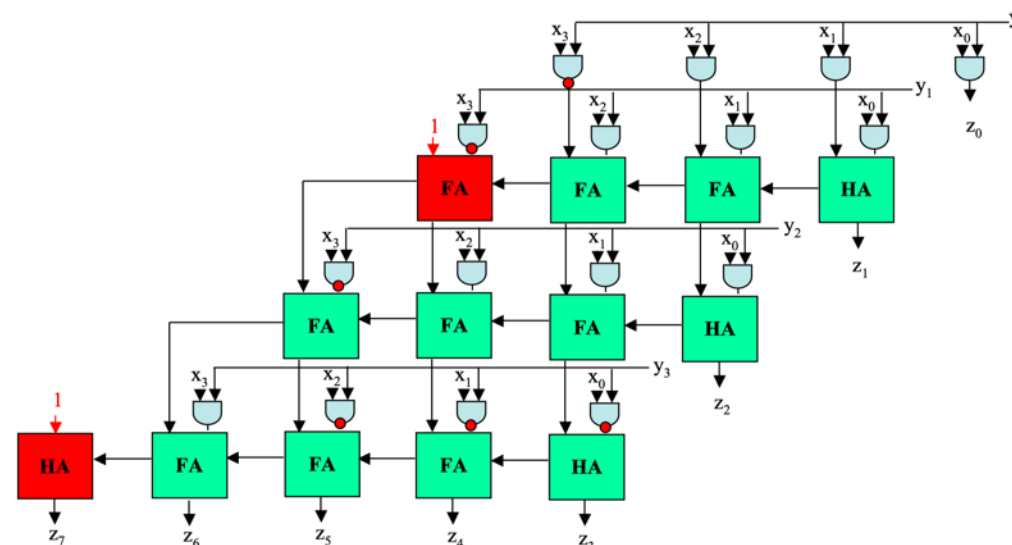 y
x3 x2 x1 x0
x3 x2 x1 x0 y1
z0
1
FA FA FA HA
x3 x2 x1 x0 y2
z1
FA FA FA HA
x3 x2 x1 x0 y3
z2
1
HA FA FA FA HA
z7 z6 z5 z4